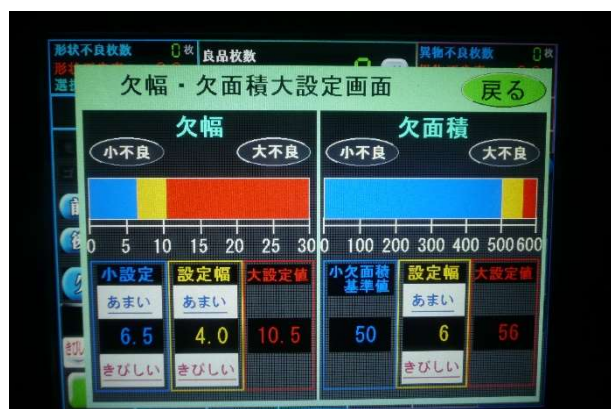 形状不良枚数 0枚
良品枚数
異物不良枚数 0枚
欠幅・欠面積大設定画面
戻る
欠幅
小不良
大不良
0 5 10 15 20 25 30
小設定
あまい
6.5
きびしい
設定幅
あまい
4.0
きびしい
大設定値
10.5
欠面積
小不良
大不良
0 100 200 300 400 500 600
小欠面積
基準値
50
設定幅
あまい
6
きびしい
大設定値
56